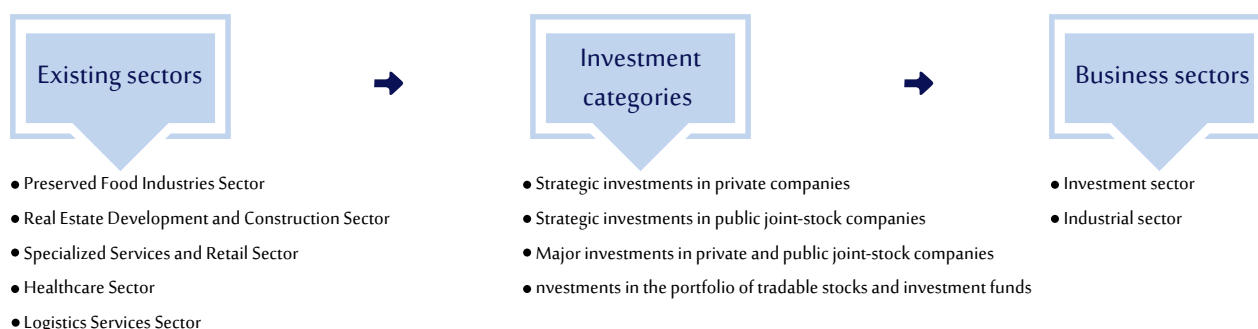 Existing sectors
Investment
categories
Business sectors
Preserved Food Industries Sector
Real Estate Development and Construction Sector
Specialized Services and Retail Sector
Healthcare Sector
Logistics Services Sector
Strategic investments in private companies
Strategic investments in public joint-stock companies
Major investments in private and public joint-stock companies
nvestments in the portfolio of tradable stocks and investment funds
Investment sector
Industrial sector